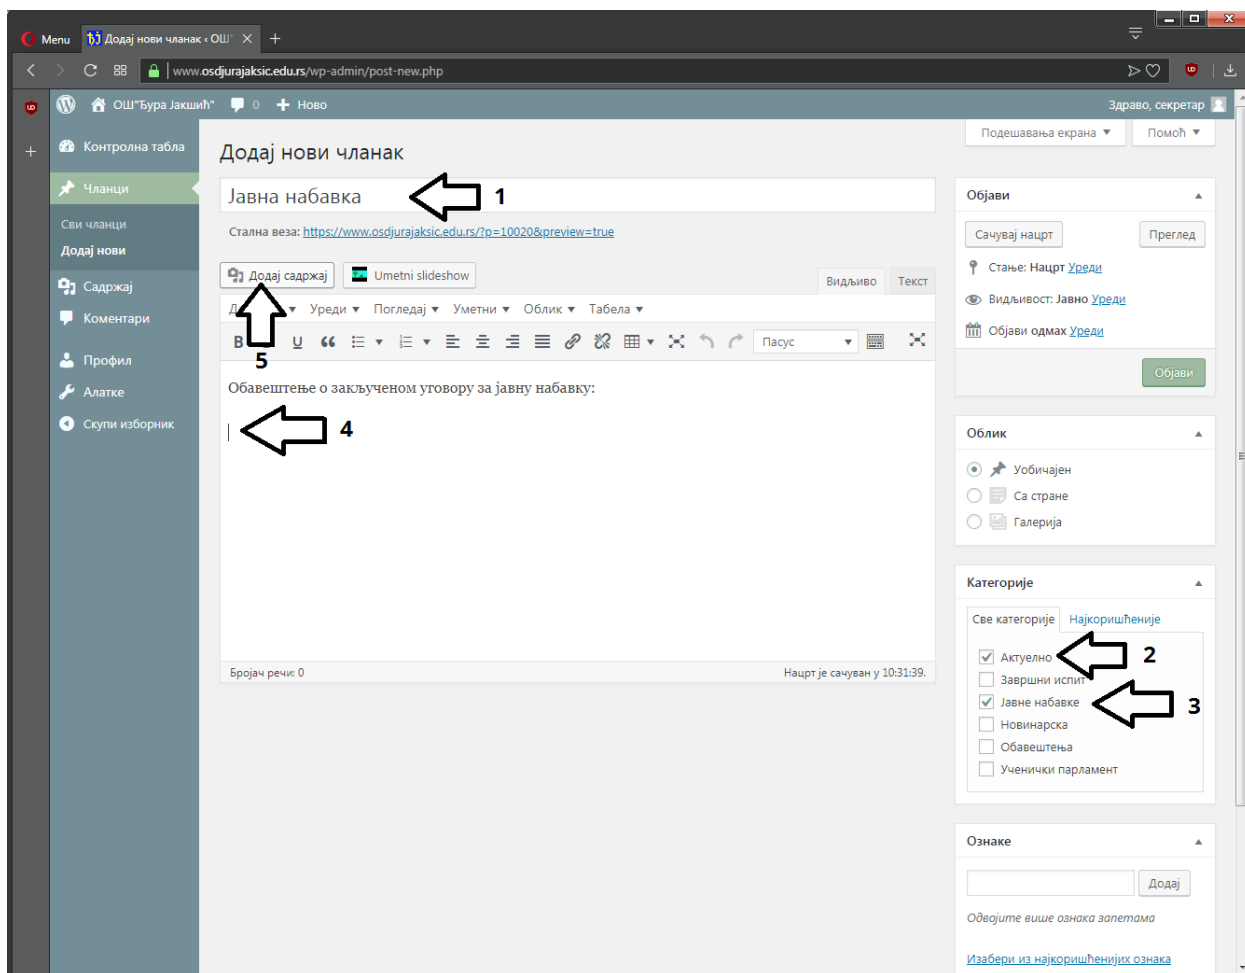 Menu
Додај нови чланак ‹ ОШ"
www.osdjurajaksic.edu.rs/wp-admin/post-new.php
ОШ"Ђура Јакшић"
0
Ново
Здраво, секретар
Подешавања екрана
Помоћ
Контролна табла
Чланци
Сви чланци
Додај нови
Садржај
Коментари
Профил
Алатке
Скупи изборник
Додај нови чланак
Јавна набавка
1
Стална веза: https://www.osdjurajaksic.edu.rs/?p=10020&preview=true
Додај садржај
Umetni slideshow
Видљиво
Текст
Уреди
Погледај
Уметни
Облик
Табела
B
U
Пасус
5
Обавештење о закљученом уговору за јавну набавку:
4
Бројач речи: 0
Нацрт је сачуван у 10:31:39.
Објави
Сачувај нацрт
Преглед
Стање: Нацрт Уреди
Видљивост: Јавно Уреди
Објави одмах Уреди
Објави
Облик
Уобичајен
Са стране
Галерија
Категорије
Све категорије
Најкоришћеније
Актуелно
2
Завршни испит
Јавне набавке
3
Новинарска
Обавештења
Ученички парламент
Ознаке
Додај
Одвојите више ознака запетама
Изабери из најкоришћенијих ознака